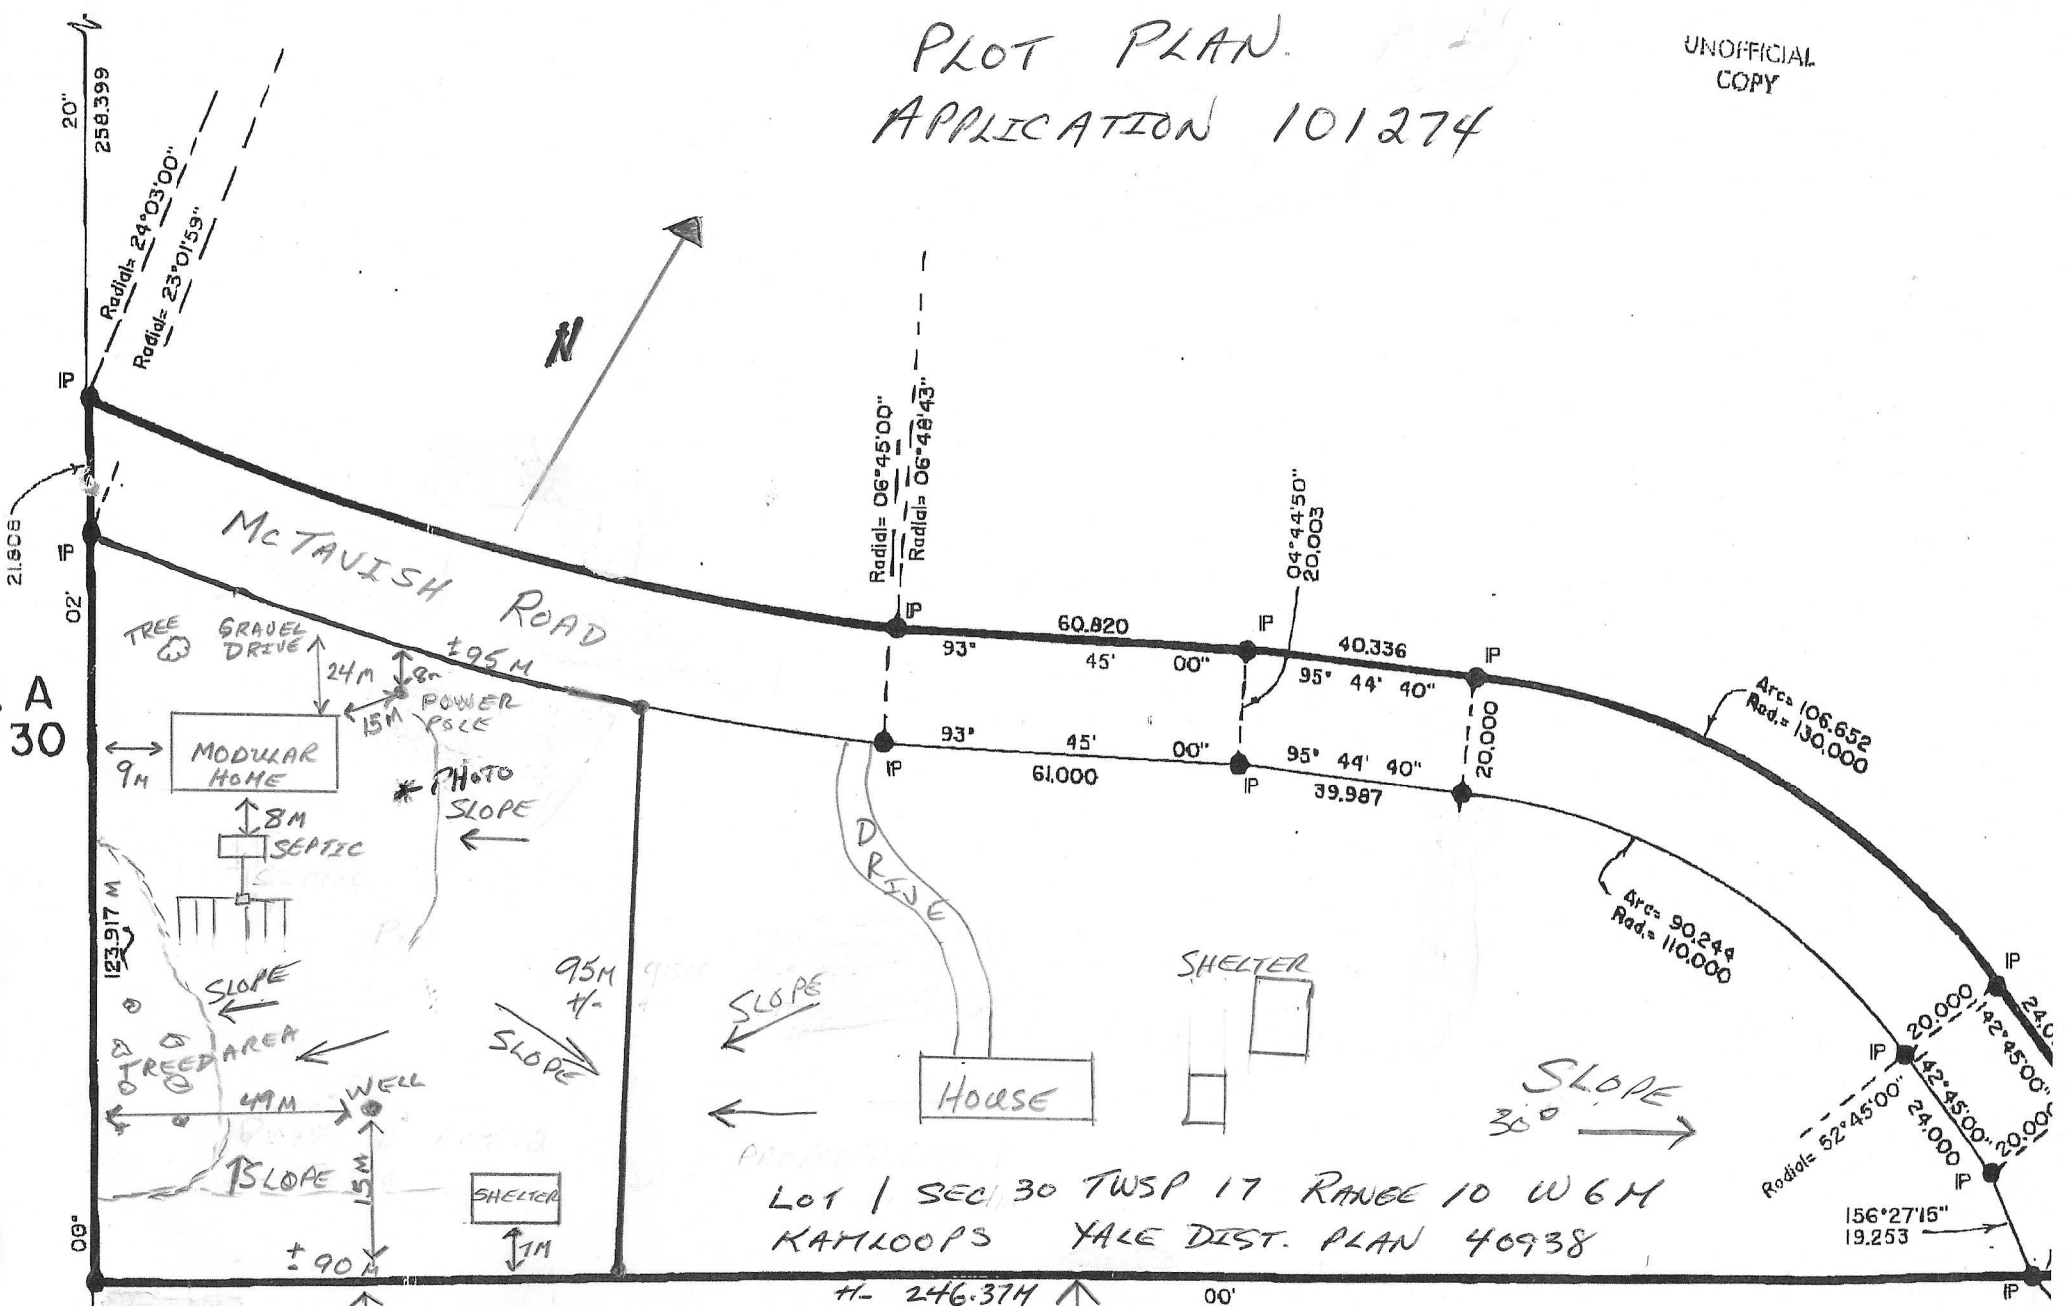 PLOT PLAN.
APPLICATION 101274
UNOFFICIAL
COPY
20"
258.399
Radial= 24°03'00"
Radial= 23°01'59"
N
IP
21.808
IP
02'
McTAVISH ROAD
Radial= 06°45'00"
Radial= 06°48'43"
04°44'50"
20.003
IP
60.820
93° 45' 00"
IP
40.336
95° 44' 40"
IP
20.000
Arc= 106.652
Rad.= 130.000
TREE
GRAVEL
DRIVE
24M
8m
±95M
15M
POWER
POLE
A
30
9M
MODULAR
HOME
PHOTO
SLOPE
8M
SEPTIC
93° 45' 00"
IP
61.000
95° 44' 40"
IP
39.987
DRIVE
Arc= 90.244
Rad.= 110.000
123.917 M
SLOPE
TREED AREA
SLOPE
95M
+/-
SLOPE
SHELTER
HOUSE
SLOPE
30°
49M
WELL
15M
SLOPE
SHELTER
7M
±90M
00"
IP
20.000
142°45'00"
IP
142°45'00"
24.000
20.000
Radial= 52°45'00"
IP
156°27'15"
19.253
IP
LOT 1 SEC 30 TWSP 17 RANGE 10 W6M
KAMLOOPS YALE DIST. PLAN 40938
+/- 246.37M
00'